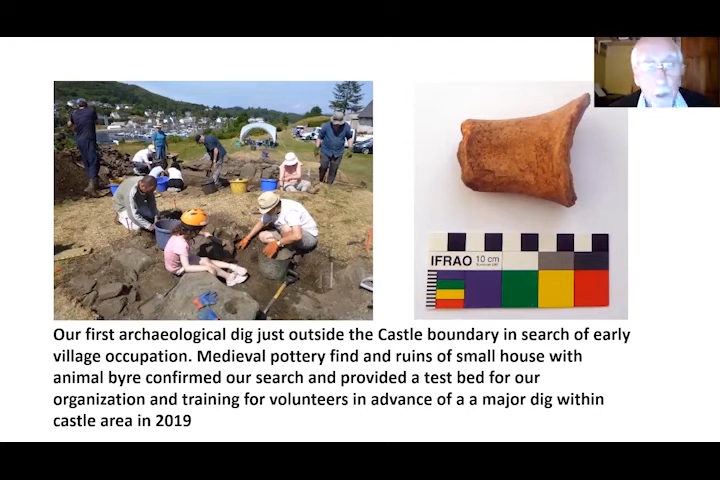 IFRAO 10 cm
Our first archaeological dig just outside the Castle boundary in search of early
village occupation. Medieval pottery find and ruins of small house with
animal byre confirmed our search and provided a test bed for our
organization and training for volunteers in advance of a a major dig within
castle area in 2019